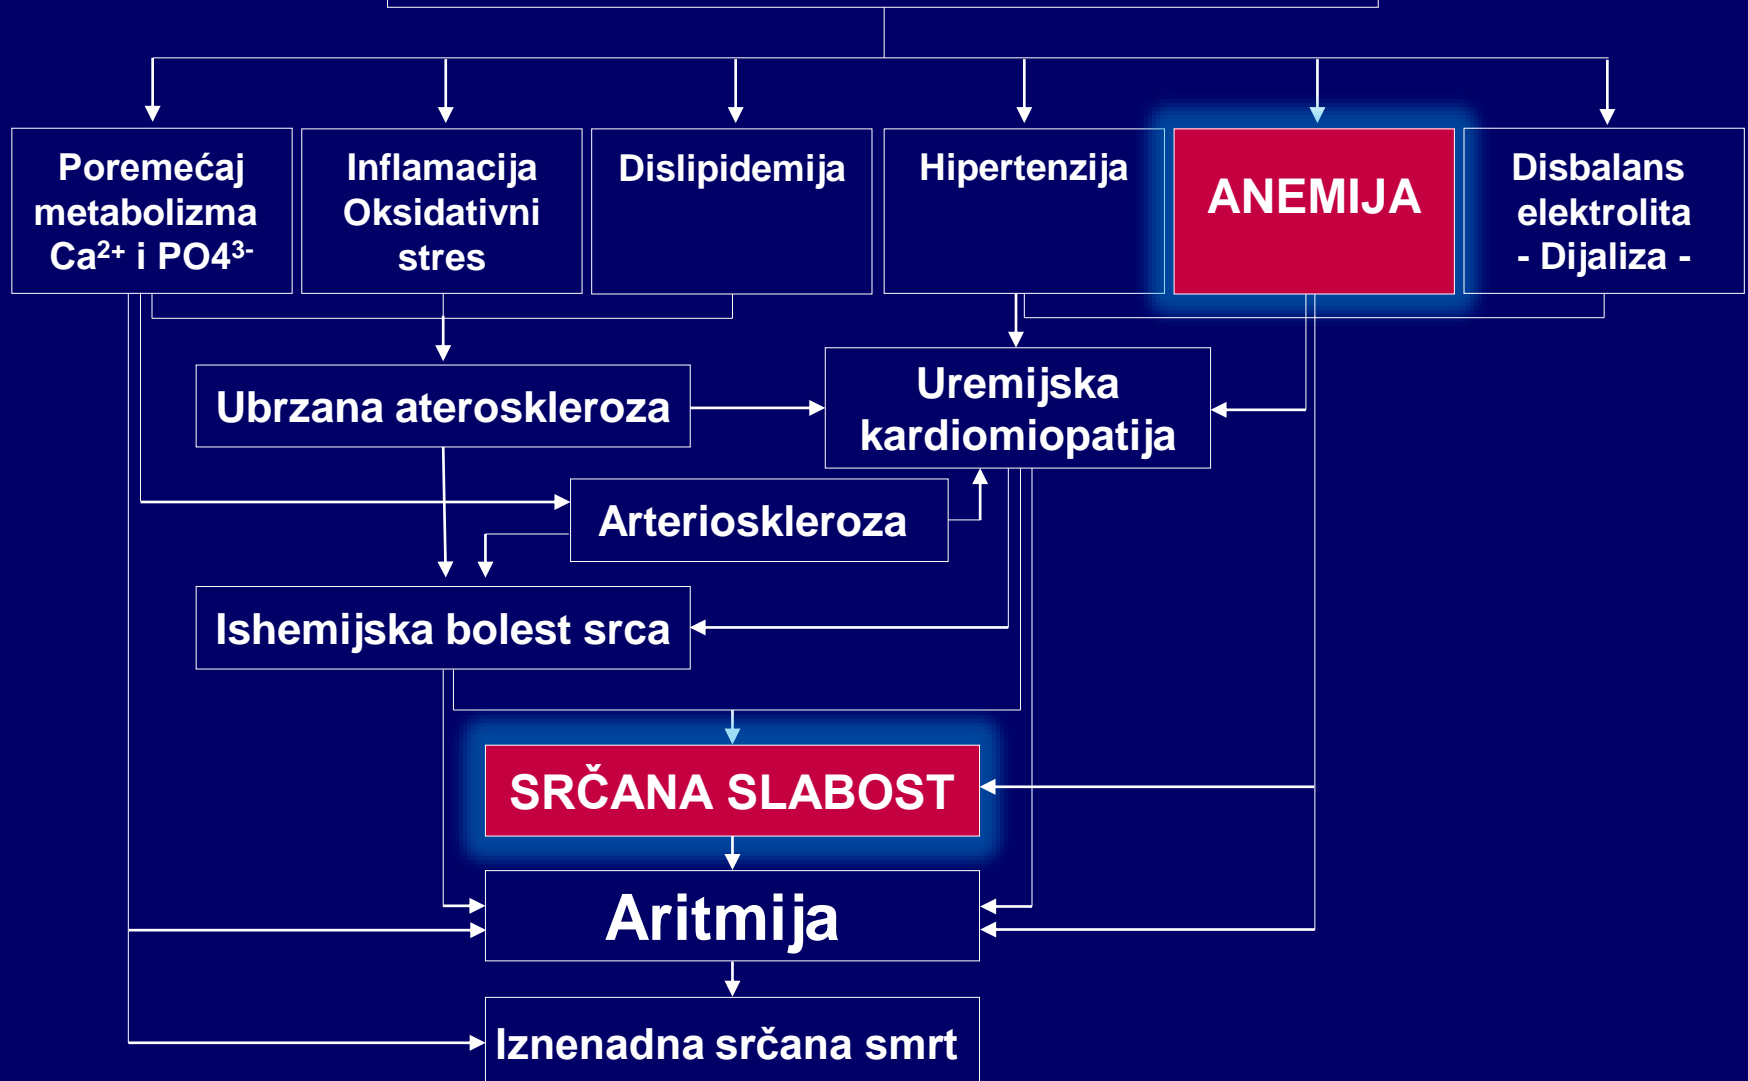 Poremećaj
metabolizma
Ca²⁺ i PO4³⁻
Inflamacija
Oksidativni
stres
Dislipidemija
Hipertenzija
ANEMIJA
Disbalans
elektrolita
- Dijaliza -
Ubrzana ateroskleroza
Uremijska
kardiomiopatija
Arterioskleroza
Ishemijska bolest srca
SRČANA SLABOST
Aritmija
Iznenadna srčana smrt